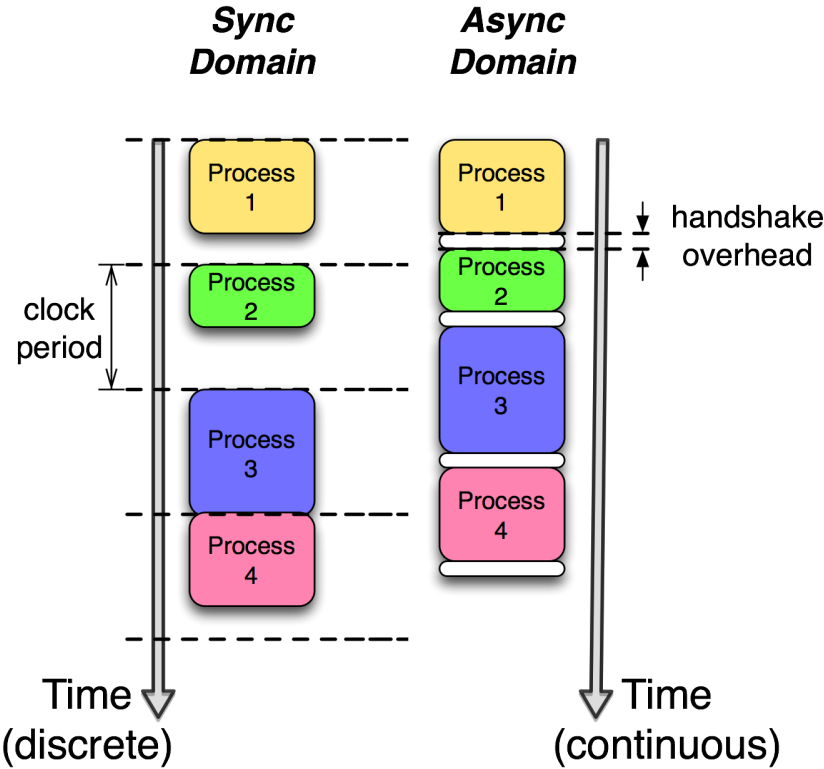 Sync
Domain
Async
Domain
Process
1
Process
1
handshake
overhead
Process
2
Process
2
clock
period
Process
3
Process
3
Process
4
Process
4
Time
(discrete)
Time
(continuous)